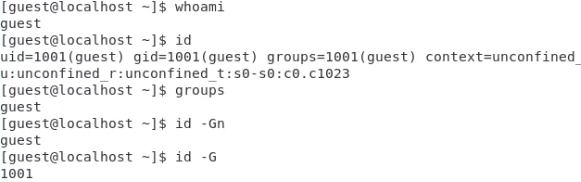 [guest@localhost ~]$ whoami
guest
[guest@localhost ~]$ id
uid=1001(guest) gid=1001(guest) groups=1001(guest) context=unconfined_
u:unconfined_r:unconfined_t:s0-s0:c0.c1023
[guest@localhost ~]$ groups
guest
[guest@localhost ~]$ id -Gn
guest
[guest@localhost ~]$ id -G
1001